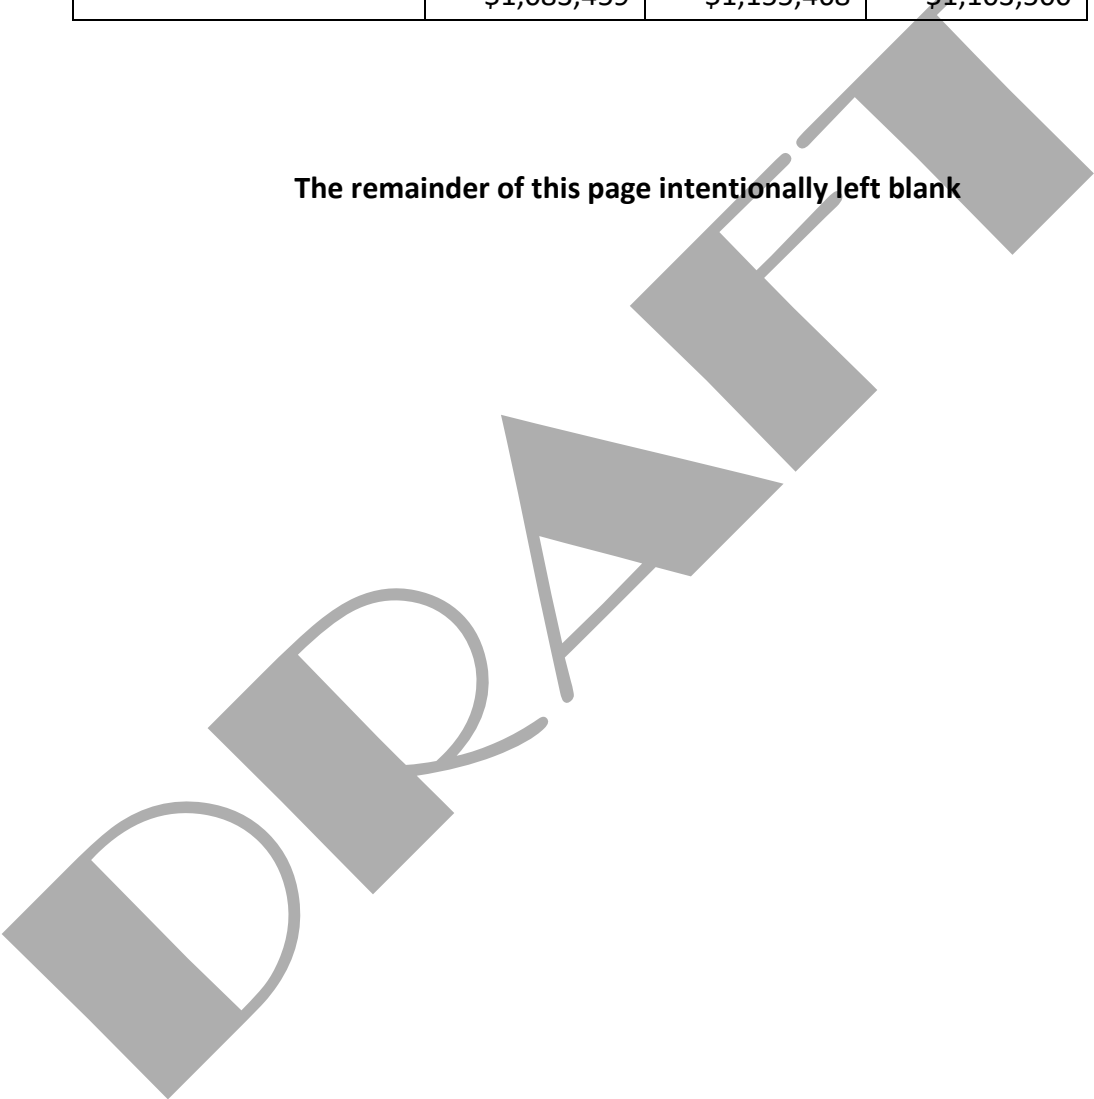 The remainder of this page intentionally left blank
DRAFT